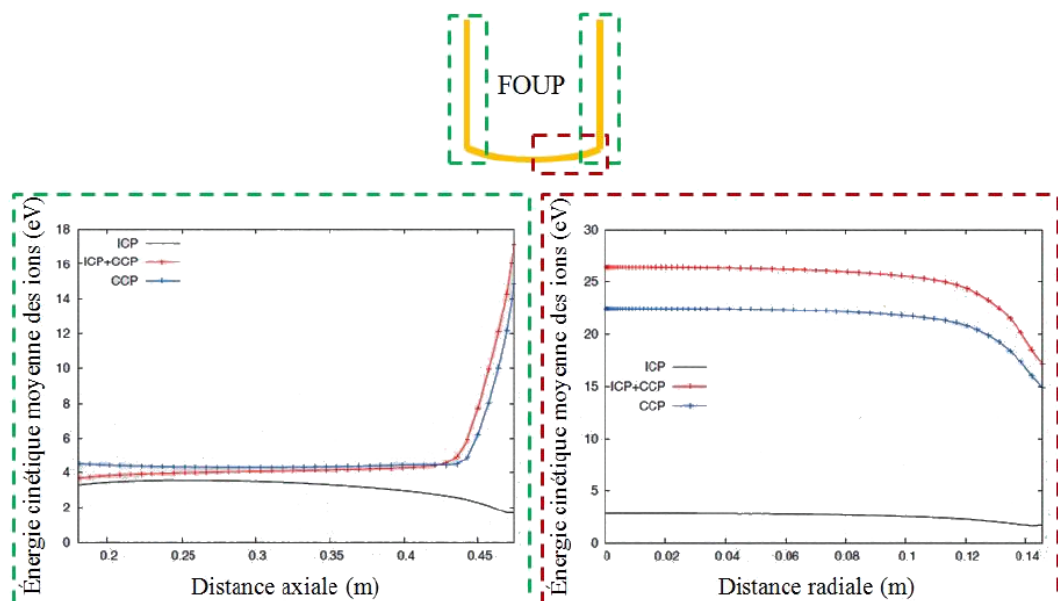 FOUP
Énergie cinétique moyenne des ions (eV)
18
16
14
12
10
8
6
4
2
0
ICP
ICP+CCP
CCP
0.2
0.25
0.3
0.35
0.4
0.45
Distance axiale (m)
Énergie cinétique moyenne des ions (eV)
30
25
20
15
10
5
0
ICP
ICP+CCP
CCP
0
0.02
0.04
0.06
0.08
0.1
0.12
0.14
Distance radiale (m)